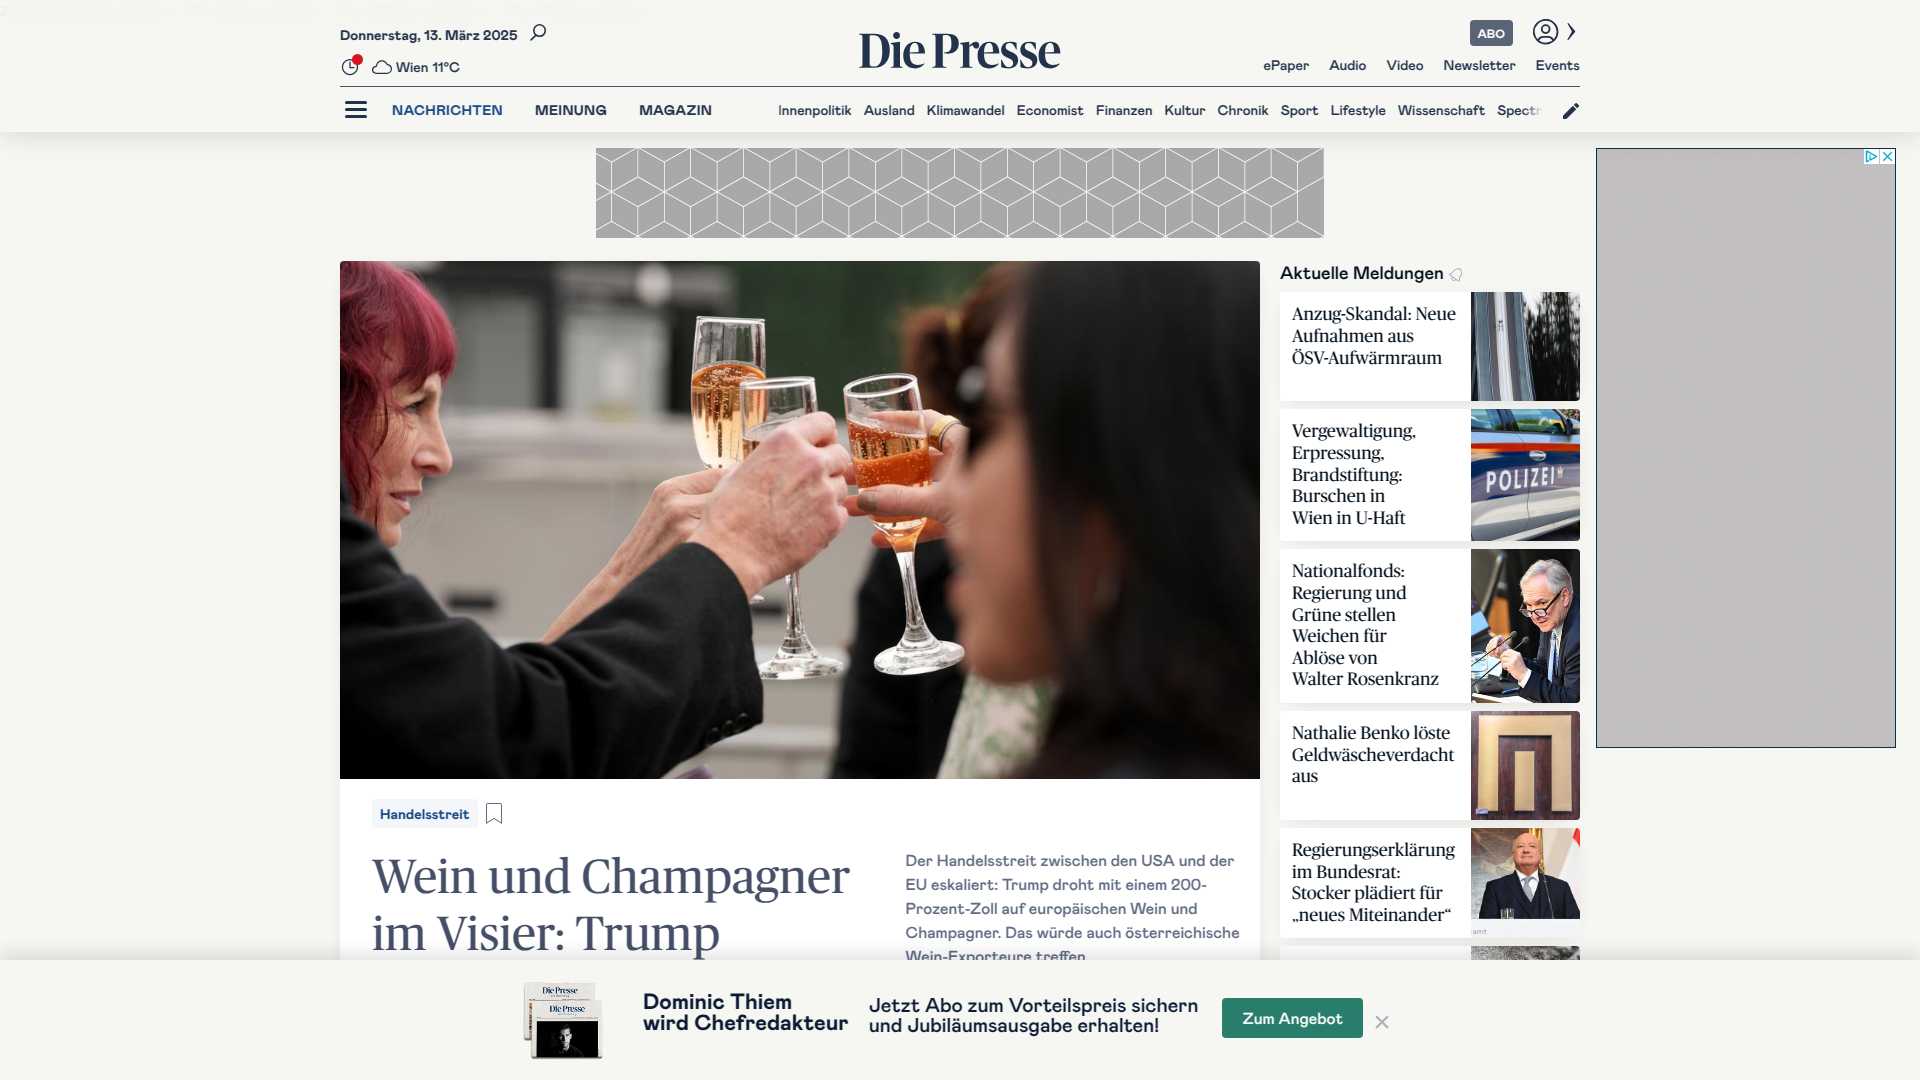 Donnerstag, 13. März 2025
Wien 11°C
Die Presse
ABO
ePaper Audio Video Newsletter Events
NACHRICHTEN MEINUNG MAGAZIN
Innenpolitik Ausland Klimawandel Economist Finanzen Kultur Chronik Sport Lifestyle Wissenschaft Spectr
Aktuelle Meldungen
Anzug-Skandal: Neue
Aufnahmen aus
ÖSV-Aufwärmraum
Vergewaltigung,
Erpressung,
Brandstiftung:
Burschen in
Wien in U-Haft
POLIZEI
Nationalfonds:
Regierung und
Grüne stellen
Weichen für
Ablöse von
Walter Rosenkranz
Nathalie Benko löste
Geldwäscheverdacht
aus
Regierungserklärung
im Bundesrat:
Stocker plädiert für
„neues Miteinander“
amt
Handelsstreit
Wein und Champagner
im Visier: Trump
Der Handelsstreit zwischen den USA und der
EU eskaliert: Trump droht mit einem 200-
Prozent-Zoll auf europäischen Wein und
Champagner. Das würde auch österreichische
Wein-Exporteure treffen.
Die Presse
Die Presse
Dominic Thiem
wird Chefredakteur
Jetzt Abo zum Vorteilspreis sichern
und Jubiläumsausgabe erhalten!
Zum Angebot